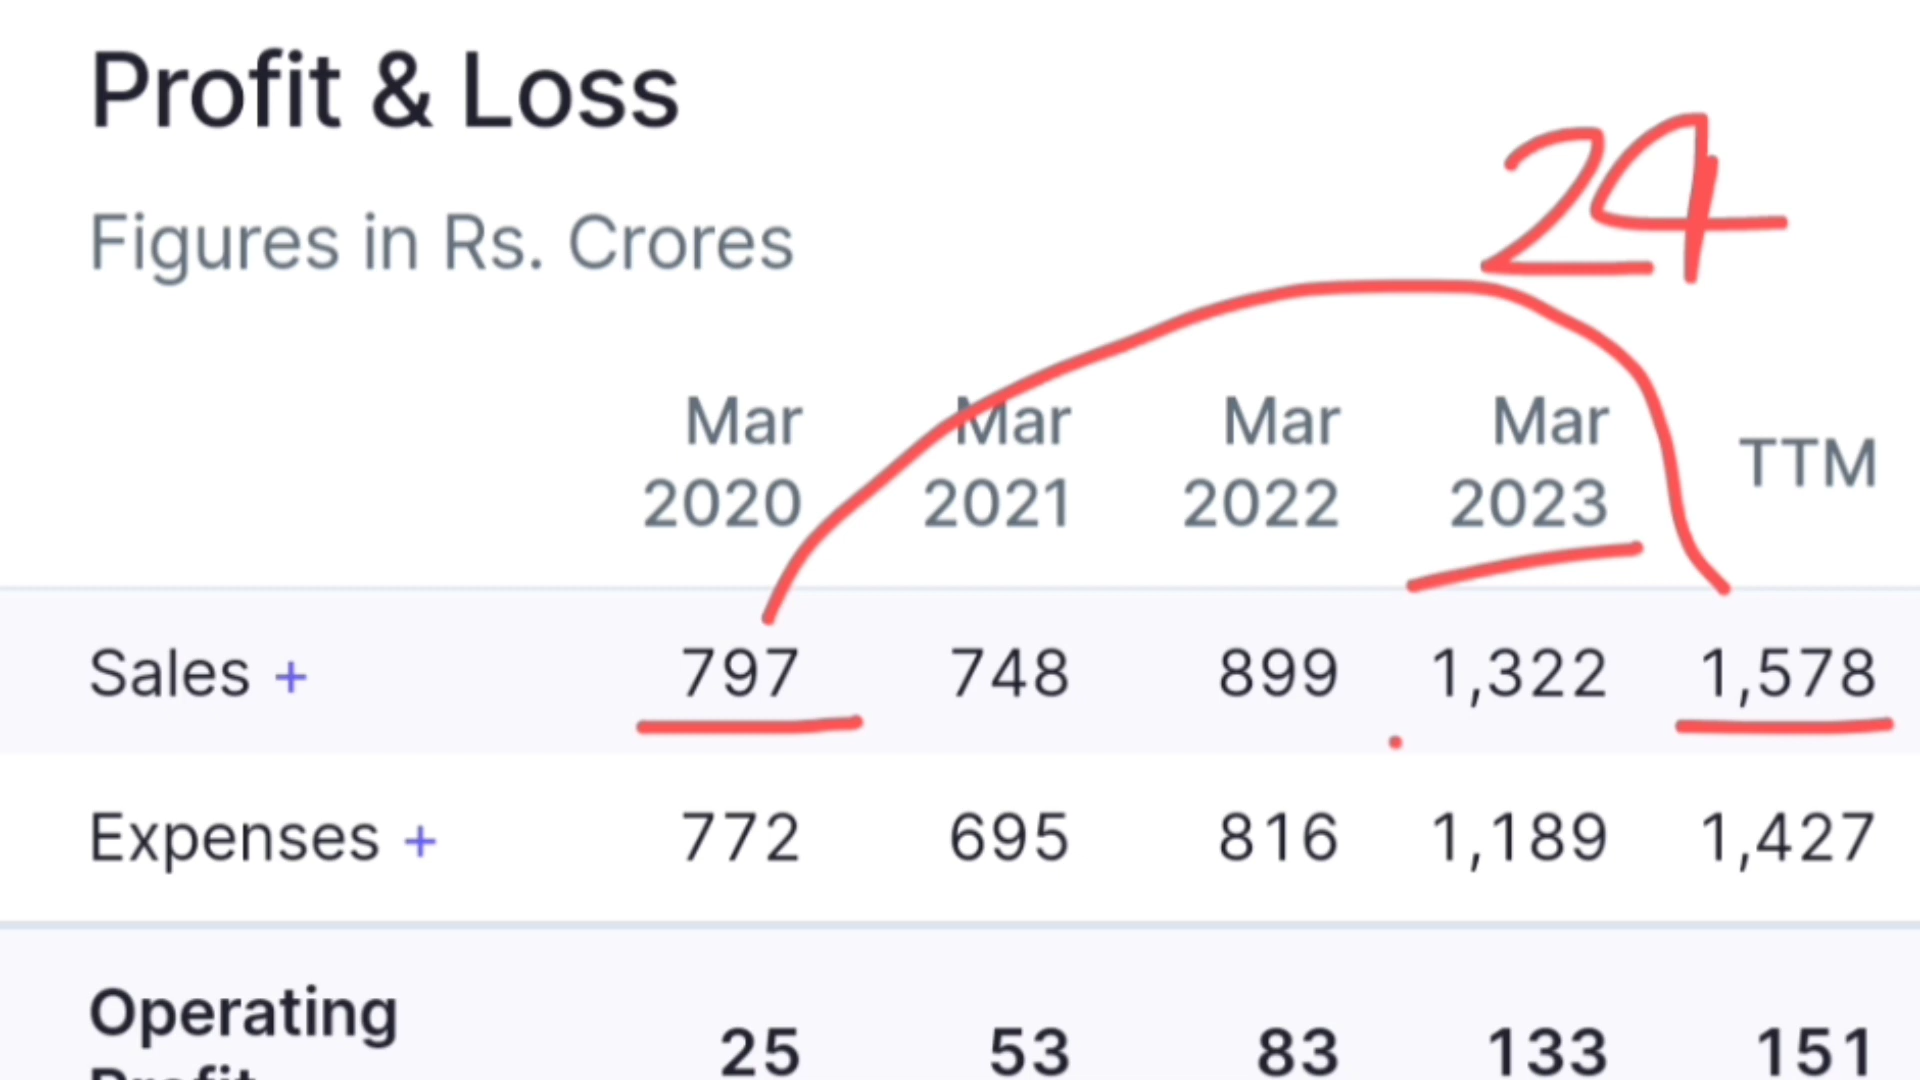 Profit & Loss
24
Figures in Rs. Crores
Mar 2020 Mar 2021 Mar 2022 Mar 2023 TTM
Sales + 797 748 899 1,322 1,578
Expenses + 772 695 816 1,189 1,427
Operating Profit 25 53 83 133 151